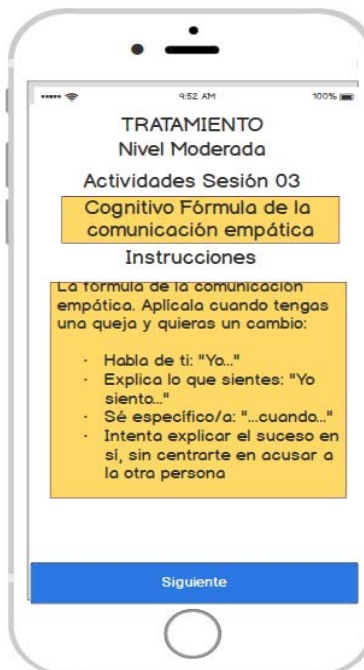 9:52 AM 100%
TRATAMIENTO
Nivel Moderada
Actividades Sesión 03
Cognitivo Fórmula de la
comunicación empática
Instrucciones
La fórmula de la comunicación
empática. Aplícala cuando tengas
una queja y quieras un cambio:
· Habla de ti: "Yo..."
· Explica lo que sientes: "Yo
siento..."
· Sé específico/a: "...cuando..."
· Intenta explicar el suceso en
sí, sin centrarte en acusar a
la otra persona
Siguiente